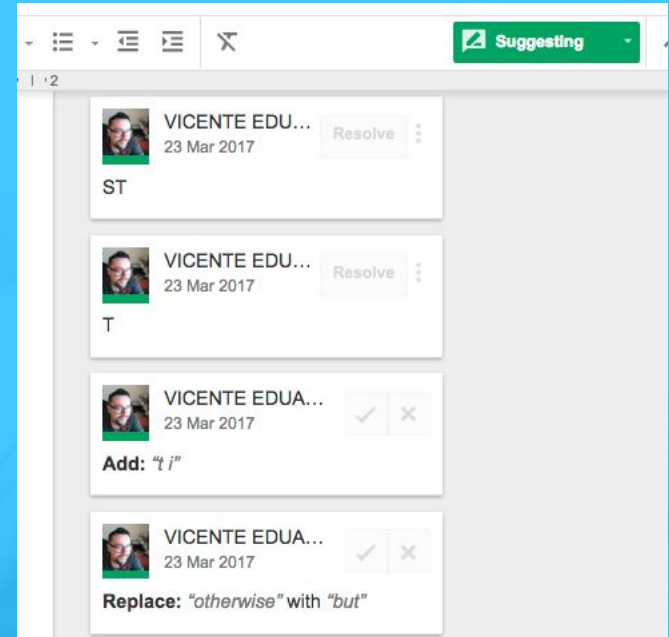 Suggesting
2
VICENTE EDU...
Resolve
23 Mar 2017
ST
VICENTE EDU...
Resolve
23 Mar 2017
T
VICENTE EDUA...
23 Mar 2017
Add: “t i”
VICENTE EDUA...
23 Mar 2017
Replace: “otherwise” with “but”